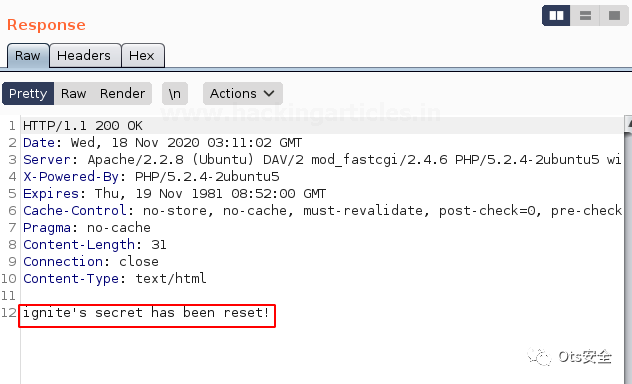 Response
Raw Headers Hex
Pretty Raw Render \n Actions
www.hackingarticles.in
1 HTTP/1.1 200 OK
2 Date: Wed, 18 Nov 2020 03:11:02 GMT
3 Server: Apache/2.2.8 (Ubuntu) DAV/2 mod_fastcgi/2.4.6 PHP/5.2.4-2ubuntu5 wi
4 X-Powered-By: PHP/5.2.4-2ubuntu5
5 Expires: Thu, 19 Nov 1981 08:52:00 GMT
6 Cache-Control: no-store, no-cache, must-revalidate, post-check=0, pre-check
7 Pragma: no-cache
8 Content-Length: 31
9 Connection: close
10 Content-Type: text/html
11
12 ignite's secret has been reset!
Ots安全